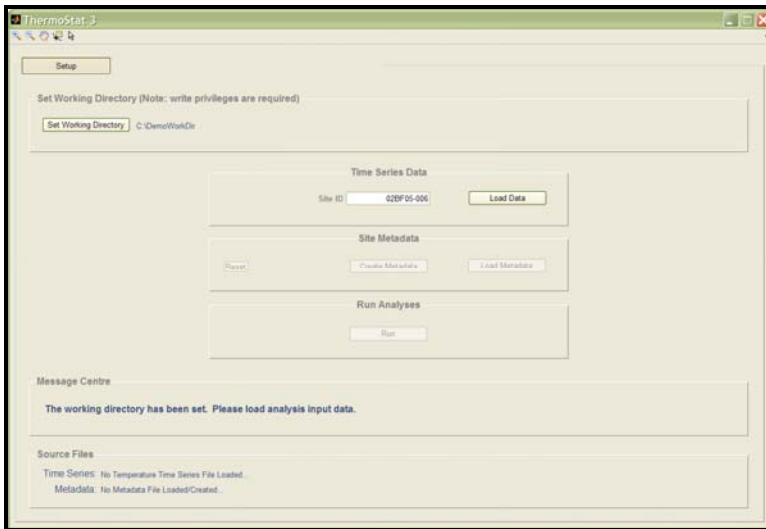 ThermoStat 3
Setup
Set Working Directory (Note: write privileges are required)
Set Working Directory C:\DemoWorkDir
Time Series Data
Site ID 02BF05-006 Load Data
Site Metadata
Reset Create Metadata Load Metadata
Run Analyses
Run
Message Centre
The working directory has been set. Please load analysis input data.
Source Files
Time Series: No Temperature Time Series File Loaded...
Metadata: No Metadata File Loaded/Created...